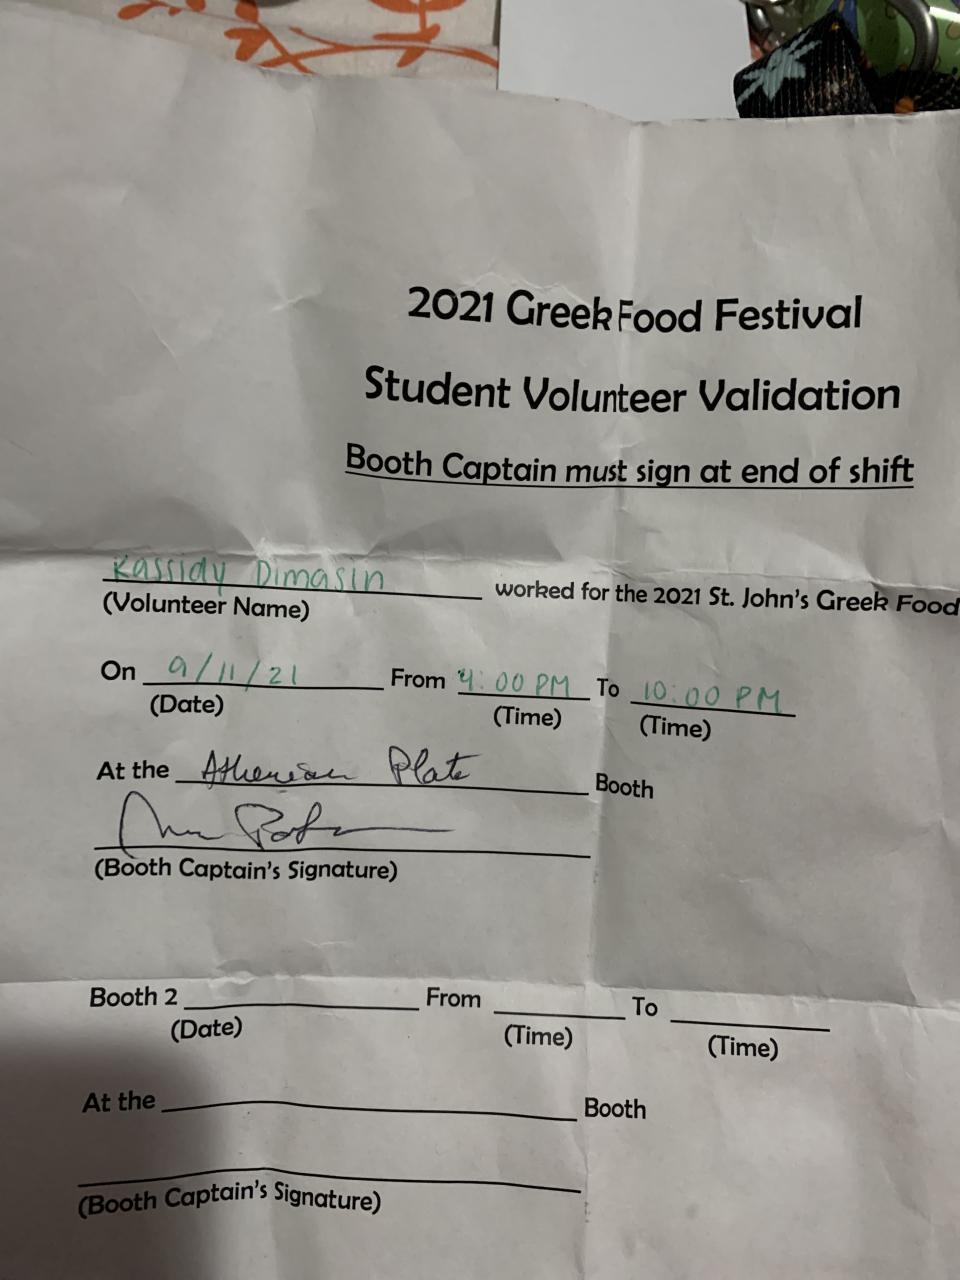 2021 Greek Food Festival
Student Volunteer Validation
Booth Captain must sign at end of shift
Kassidy Dimasin worked for the 2021 St. John's Greek Food
(Volunteer Name)
On 9/11/21 From 4:00 PM To 10:00 PM
(Date) (Time) (Time)
At the Athenian Plate Booth
(Booth Captain's Signature)
Booth 2 From To
(Date) (Time) (Time)
At the Booth
(Booth Captain's Signature)